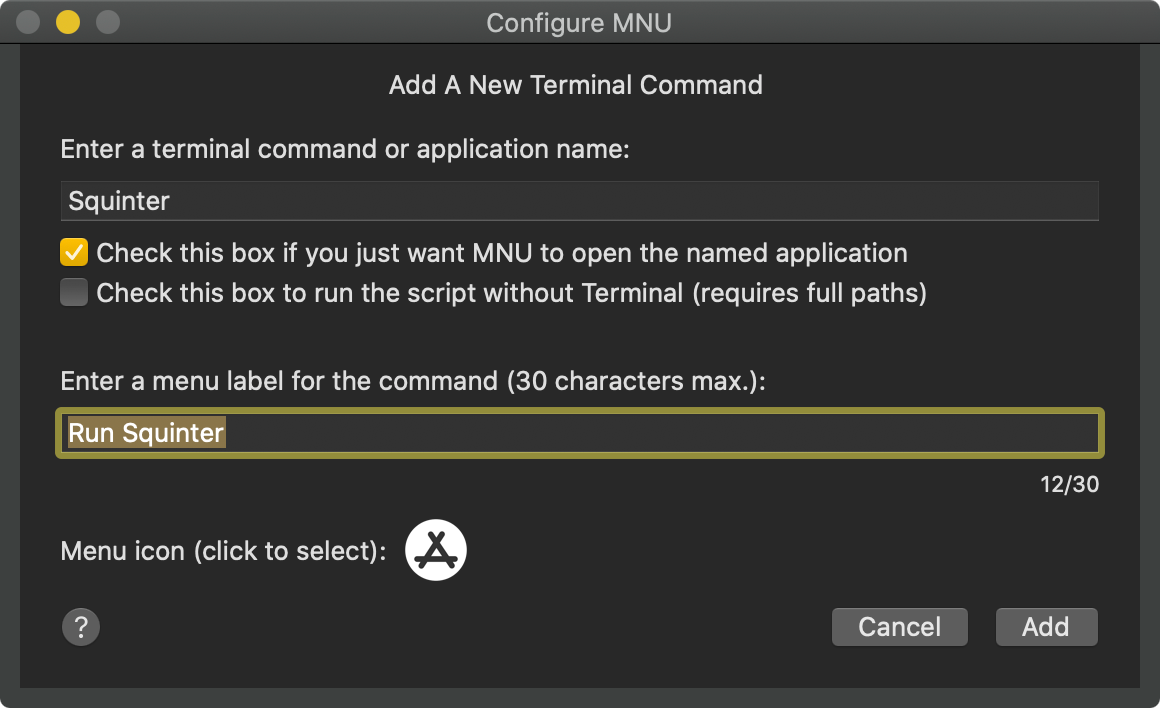 Configure MNU
Add A New Terminal Command
Enter a terminal command or application name:
Squinter
Check this box if you just want MNU to open the named application
Check this box to run the script without Terminal (requires full paths)
Enter a menu label for the command (30 characters max.):
Run Squinter
12/30
Menu icon (click to select):
?
Cancel
Add